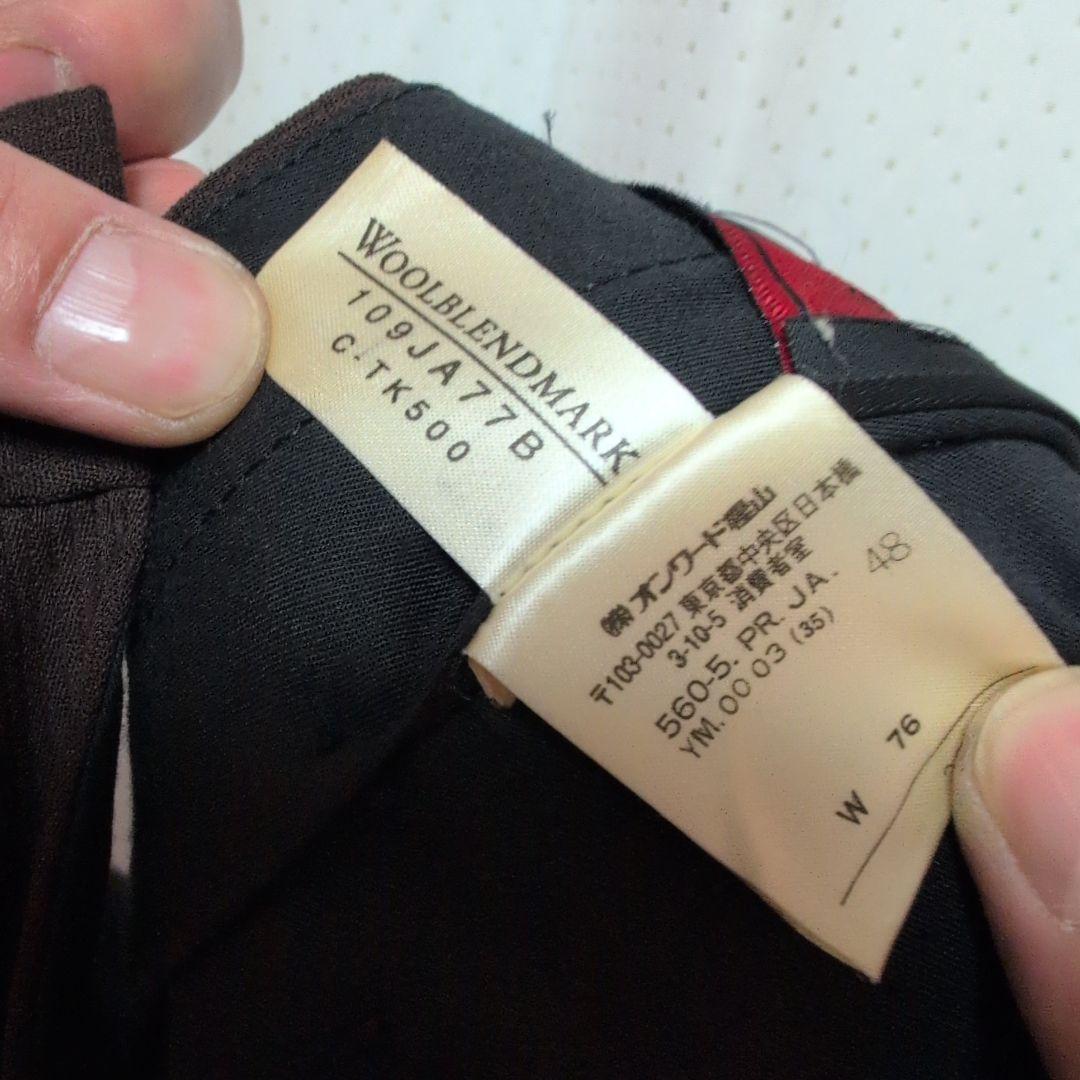 WOOLBLENDMARK
109JA77B
C-TK500
㈱オンワード樫山
〒103-0027 東京都中央区日本橋
3-10-5 消費者室
560-5. PR. JA. 48
YM. 0003 (35)
W 76